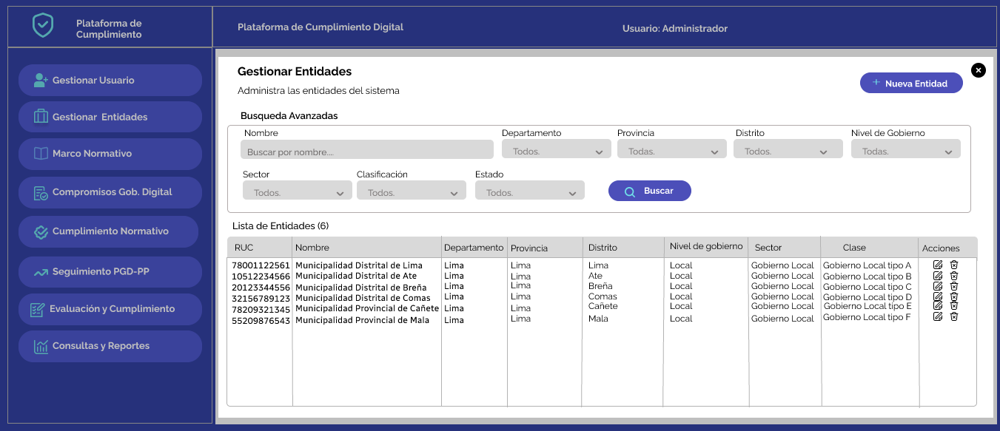 Plataforma de
Cumplimiento
Plataforma de Cumplimiento Digital
Usuario: Administrador
Gestionar Usuario
Gestionar Entidades
Marco Normativo
Compromisos Gob. Digital
Cumplimiento Normativo
Seguimiento PGD-PP
Evaluación y Cumplimiento
Consultas y Reportes
Gestionar Entidades
Administra las entidades del sistema
+ Nueva Entidad
Busqueda Avanzadas
Nombre Departamento Provincia Distrito Nivel de Gobierno
Buscar por nombre.... Todos. Todas. Todos. Todas.
Sector Clasificación Estado
Todos. Todos. Todos. Buscar
Lista de Entidades (6)
RUC Nombre Departamento Provincia Distrito Nivel de gobierno Sector Clase Acciones
78001122561 Municipalidad Distrital de Lima Lima Lima Lima Local Gobierno Local Gobierno Local tipo A
10512234566 Municipalidad Distrital de Ate Lima Lima Ate Local Gobierno Local Gobierno Local tipo B
20123344556 Municipalidad Distrital de Breña Lima Lima Breña Local Gobierno Local Gobierno Local tipo C
32156789123 Municipalidad Distrital de Comas Lima Lima Comas Local Gobierno Local Gobierno Local tipo D
78209321345 Municipalidad Provincial de Cañete Lima Lima Cañete Local Gobierno Local Gobierno Local tipo E
55209876543 Municipalidad Provincial de Mala Lima Lima Mala Local Gobierno Local Gobierno Local tipo F